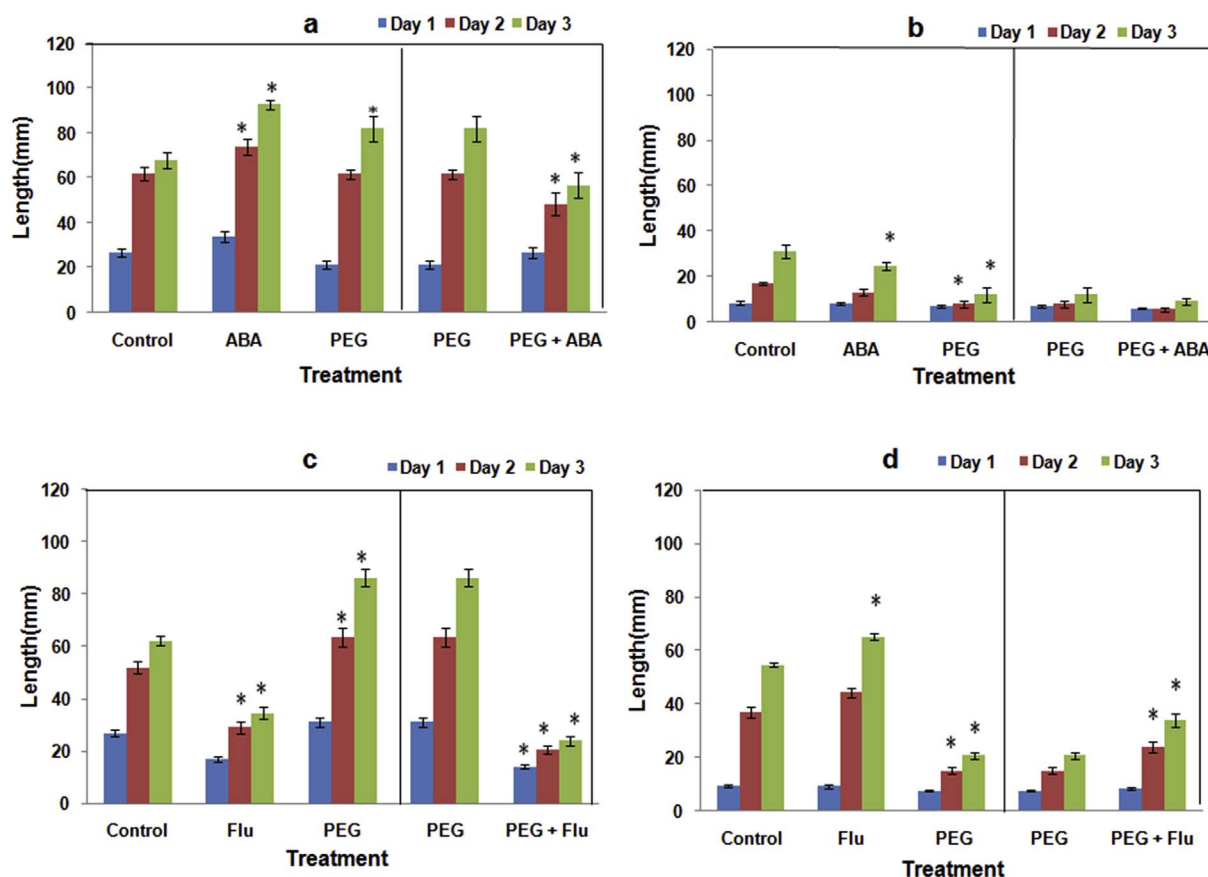 a
Day 1 Day 2 Day 3
120
100
80
60
40
20
0
Length(mm)
* * * * *
Control ABA PEG PEG PEG + ABA
Treatment
b
Day 1 Day 2 Day 3
120
100
80
60
40
20
0
Length(mm)
* * *
Control ABA PEG PEG PEG + ABA
Treatment
c
Day 1 Day 2 Day 3
120
100
80
60
40
20
0
Length(mm)
* * * * * * *
Control Flu PEG PEG PEG + Flu
Treatment
d
Day 1 Day 2 Day 3
120
100
80
60
40
20
0
Length(mm)
* * * * *
Control Flu PEG PEG PEG + Flu
Treatment